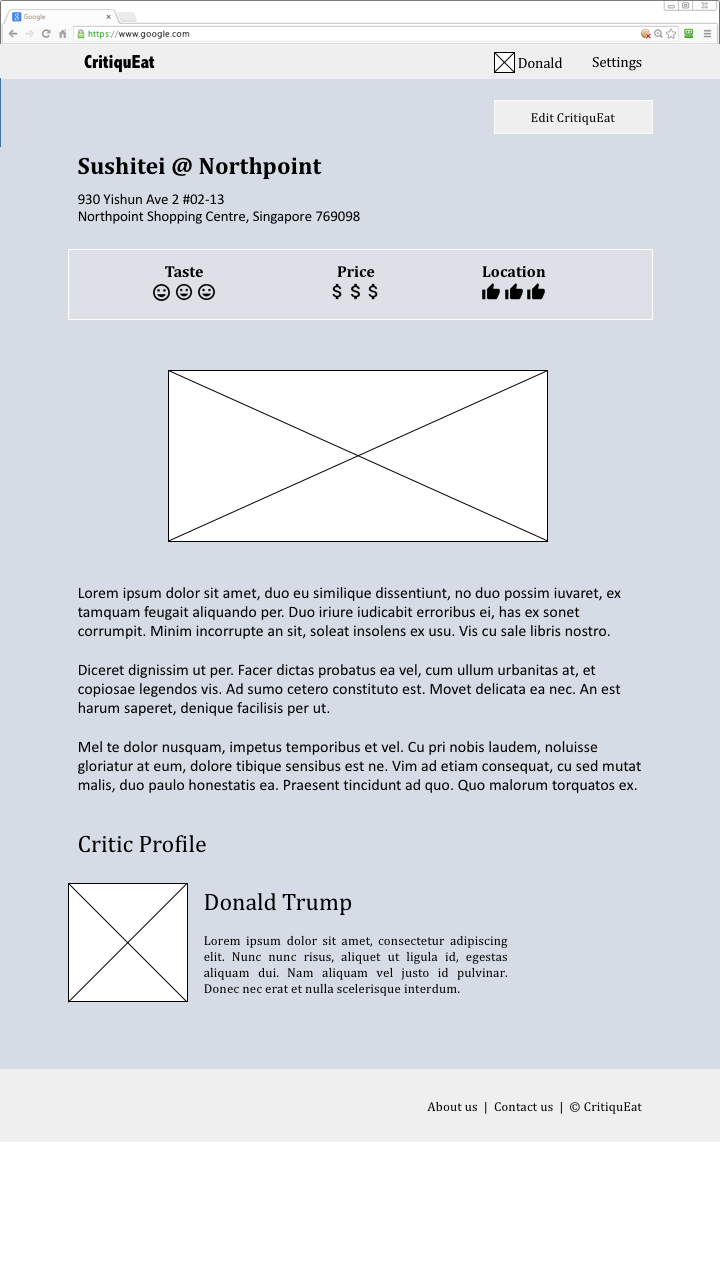 Google
https://www.google.com
CritiquEat
Donald
Settings
Edit CritiquEat
Sushitei @ Northpoint
930 Yishun Ave 2 #02-13
Northpoint Shopping Centre, Singapore 769098
Taste Price Location
$ $ $
Lorem ipsum dolor sit amet, duo eu similique dissentiunt, no duo possim iuvaret, ex
tamquam feugait aliquando per. Duo iriure iudicabit erroribus ei, has ex sonet
corrumpit. Minim incorrupte an sit, soleat insolens ex usu. Vis cu sale libris nostro.
Diceret dignissim ut per. Facer dictas probatus ea vel, cum ullum urbanitas at, et
copiosae legendos vis. Ad sumo cetero constituto est. Movet delicata ea nec. An est
harum saperet, denique facilisis per ut.
Mel te dolor nusquam, impetus temporibus et vel. Cu pri nobis laudem, noluisse
gloriatur at eum, dolore tibique sensibus est ne. Vim ad etiam consequat, cu sed mutat
malis, duo paulo honestatis ea. Praesent tincidunt ad quo. Quo malorum torquatos ex.
Critic Profile
Donald Trump
Lorem ipsum dolor sit amet, consectetur adipiscing
elit. Nunc nunc risus, aliquet ut ligula id, egestas
aliquam dui. Nam aliquam vel justo id pulvinar.
Donec nec erat et nulla scelerisque interdum.
About us | Contact us | © CritiquEat